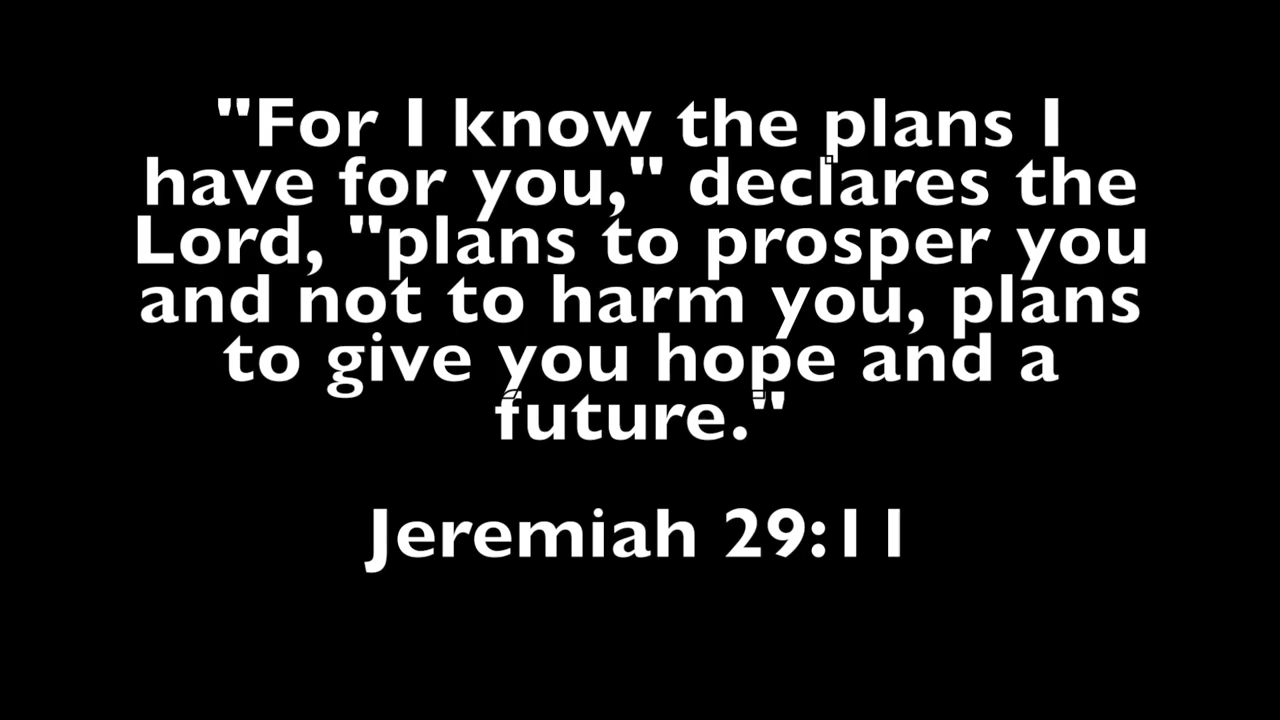 "For I know the plans I
have for you," declares the
Lord, "plans to prosper you
and not to harm you, plans
to give you hope and a
future."
Jeremiah 29:11